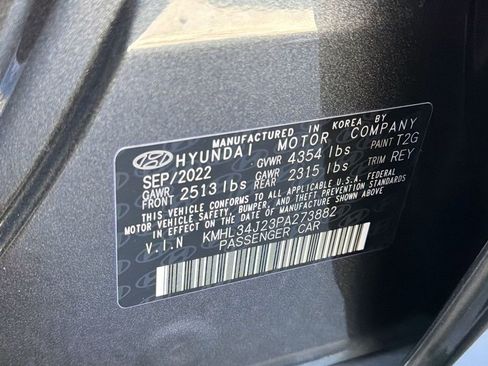 MANUFACTURED IN KOREA BY
HYUNDAI MOTOR COMPANY
SEP/2022 GVWR 4354 lbs PAINT T2G
GAWR FRONT 2513 lbs GAWR REAR 2315 lbs TRIM REY
THIS VEHICLE CONFORMS TO ALL APPLICABLE U.S.A. FEDERAL
MOTOR VEHICLE SAFETY, BUMPER, AND THEFT PREVENTION STANDARDS
IN EFFECT ON THE DATE OF MANUFACTURE SHOWN ABOVE.
V.I.N KMHL34J23PA273882
PASSENGER CAR